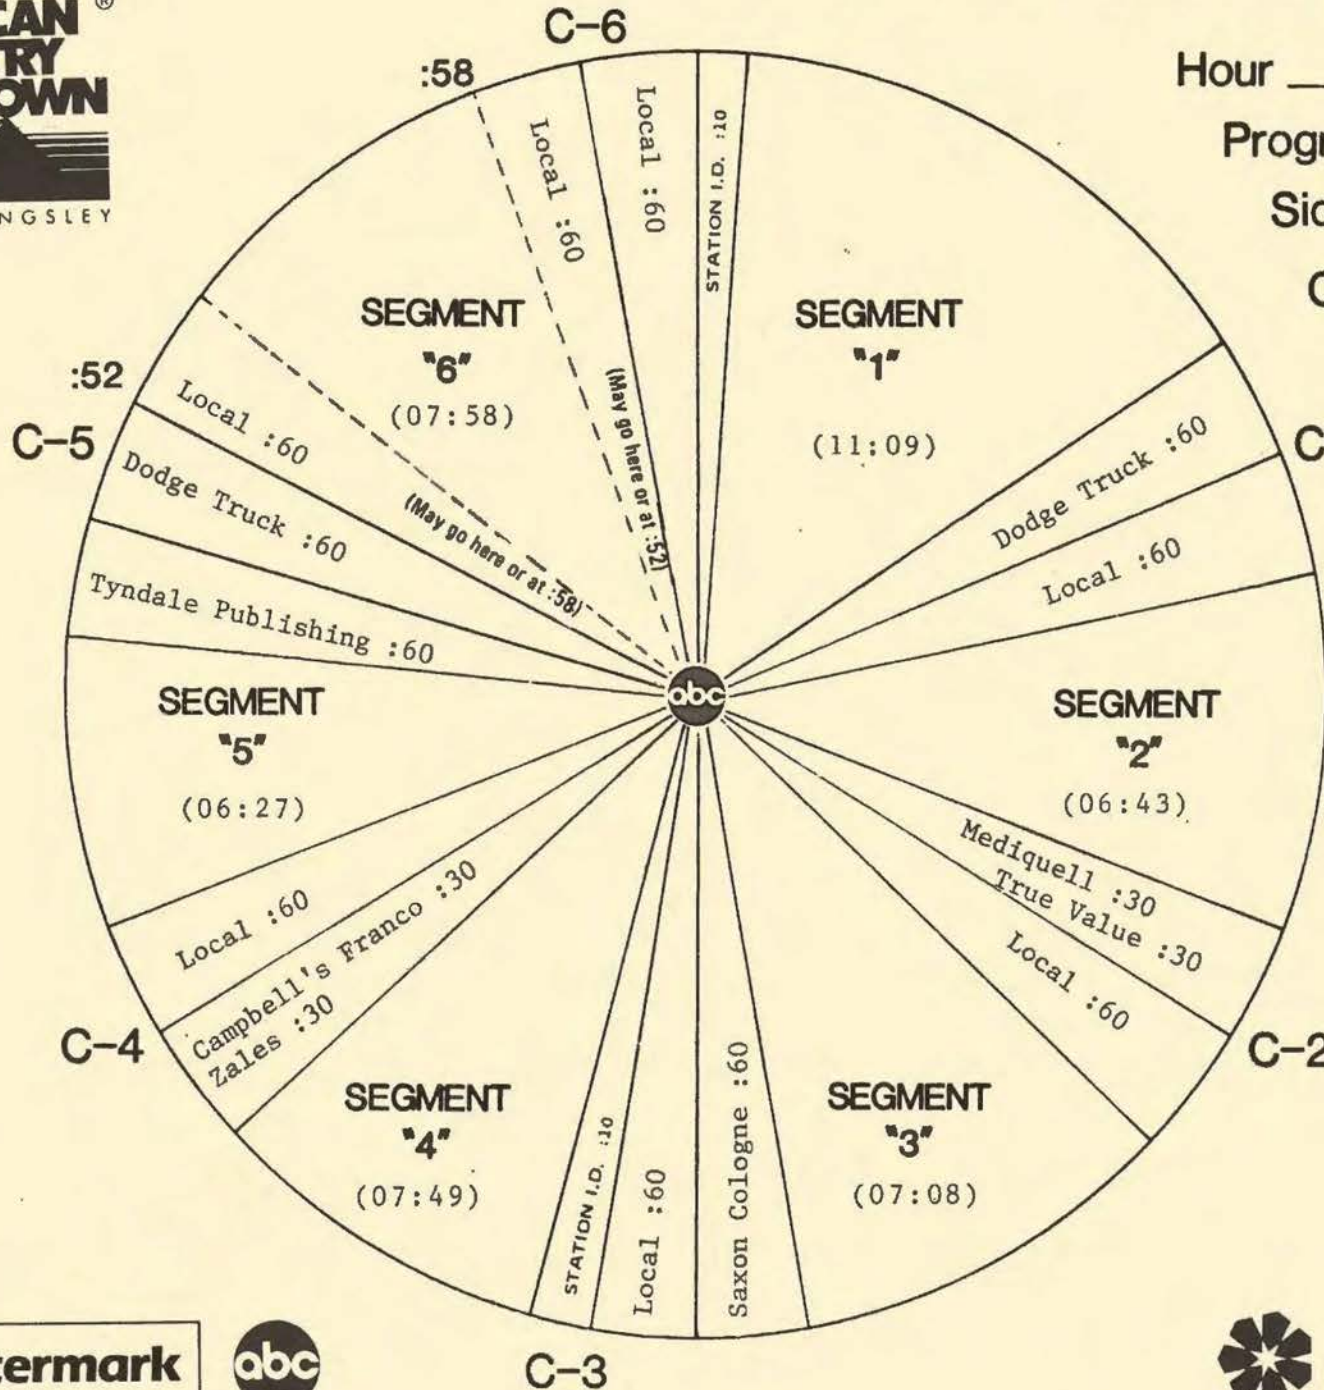 ®
CAN
TRY
OWN
NGSLEY
Hour
C-6
:58
Local :60
Local :60
STATION I.D. :10
SEGMENT
"6"
(07:58)
(May go here or at :52)
SEGMENT
"1"
(11:09)
:52
C-5
Local :60
(May go here or at :58)
Dodge Truck :60
Tyndale Publishing :60
Dodge Truck :60
Local :60
abc
SEGMENT
"5"
(06:27)
SEGMENT
"2"
(06:43)
Mediquell :30
True Value :30
Local :60
C-2
Local :60
Campbell's Franco :30
Zales :30
C-4
SEGMENT
"4"
(07:49)
STATION I.D. :10
Local :60
Saxon Cologne :60
SEGMENT
"3"
(07:08)
C-3
termark
abc